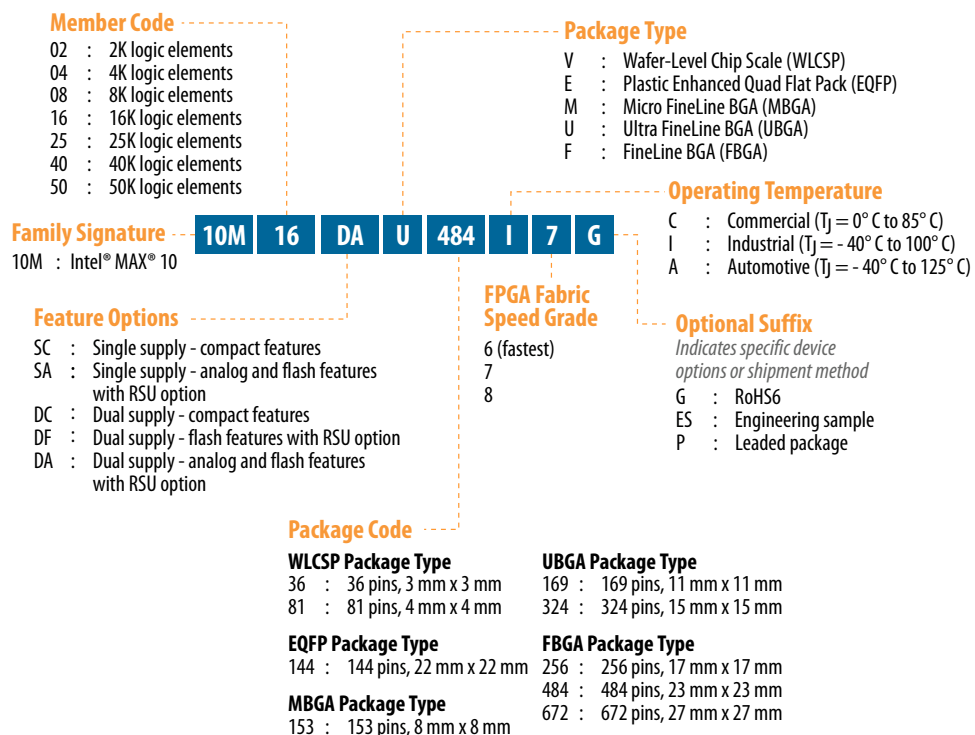 Member Code
02 : 2K logic elements
04 : 4K logic elements
08 : 8K logic elements
16 : 16K logic elements
25 : 25K logic elements
40 : 40K logic elements
50 : 50K logic elements
Package Type
V : Wafer-Level Chip Scale (WLCSP)
E : Plastic Enhanced Quad Flat Pack (EQFP)
M : Micro FineLine BGA (MBGA)
U : Ultra FineLine BGA (UBGA)
F : FineLine BGA (FBGA)
Family Signature
10M : Intel® MAX® 10
10M 16 DA U 484 I 7 G
Operating Temperature
C : Commercial (TJ = 0° C to 85° C)
I : Industrial (TJ = - 40° C to 100° C)
A : Automotive (TJ = - 40° C to 125° C)
Feature Options
SC : Single supply - compact features
SA : Single supply - analog and flash features
with RSU option
DC : Dual supply - compact features
DF : Dual supply - flash features with RSU option
DA : Dual supply - analog and flash features
with RSU option
FPGA Fabric
Speed Grade
6 (fastest)
7
8
Optional Suffix
Indicates specific device
options or shipment method
G : RoHS6
ES : Engineering sample
P : Leaded package
Package Code
WLCSP Package Type
36 : 36 pins, 3 mm x 3 mm
81 : 81 pins, 4 mm x 4 mm
EQFP Package Type
144 : 144 pins, 22 mm x 22 mm
MBGA Package Type
153 : 153 pins, 8 mm x 8 mm
UBGA Package Type
169 : 169 pins, 11 mm x 11 mm
324 : 324 pins, 15 mm x 15 mm
FBGA Package Type
256 : 256 pins, 17 mm x 17 mm
484 : 484 pins, 23 mm x 23 mm
672 : 672 pins, 27 mm x 27 mm